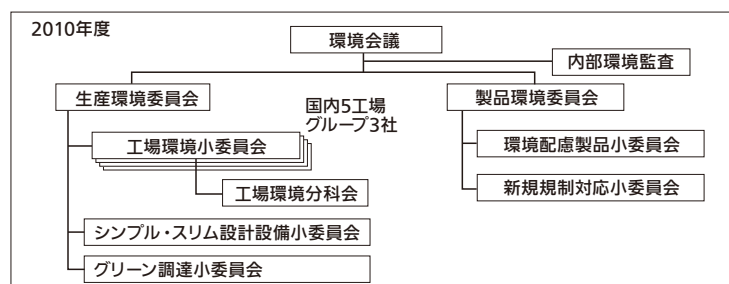 2010年度
環境会議
内部環境監査
生産環境委員会
製品環境委員会
国内5工場
グループ3社
工場環境小委員会
環境配慮製品小委員会
工場環境分科会
新規規制対応小委員会
シンプル・スリム設計設備小委員会
グリーン調達小委員会